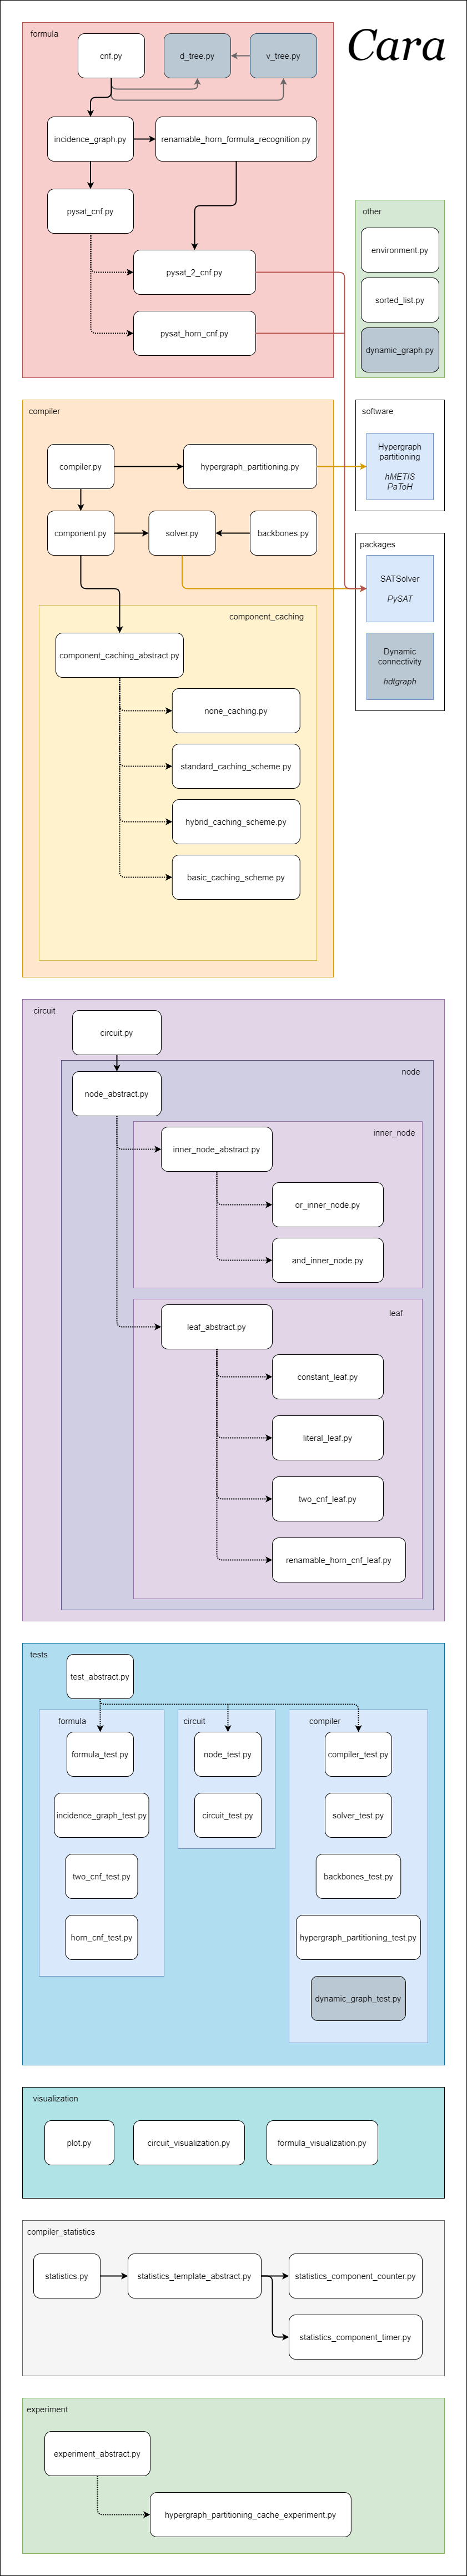 Cara
formula
cnf.py
d_tree.py
v_tree.py
incidence_graph.py
renamable_horn_formula_recognition.py
pysat_cnf.py
pysat_2_cnf.py
pysat_horn_cnf.py
other
environment.py
sorted_list.py
dynamic_graph.py
compiler
compiler.py
hypergraph_partitioning.py
component.py
solver.py
backbones.py
component_caching
component_caching_abstract.py
none_caching.py
standard_caching_scheme.py
hybrid_caching_scheme.py
basic_caching_scheme.py
software
Hypergraph
partitioning
hMETIS
PaToH
packages
SATSolver
PySAT
Dynamic
connectivity
hdtgraph
circuit
circuit.py
node
node_abstract.py
inner_node
inner_node_abstract.py
or_inner_node.py
and_inner_node.py
leaf
leaf_abstract.py
constant_leaf.py
literal_leaf.py
two_cnf_leaf.py
renamable_horn_cnf_leaf.py
tests
test_abstract.py
formula
formula_test.py
incidence_graph_test.py
two_cnf_test.py
horn_cnf_test.py
circuit
node_test.py
circuit_test.py
compiler
compiler_test.py
solver_test.py
backbones_test.py
hypergraph_partitioning_test.py
dynamic_graph_test.py
visualization
plot.py
circuit_visualization.py
formula_visualization.py
compiler_statistics
statistics.py
statistics_template_abstract.py
statistics_component_counter.py
statistics_component_timer.py
experiment
experiment_abstract.py
hypergraph_partitioning_cache_experiment.py